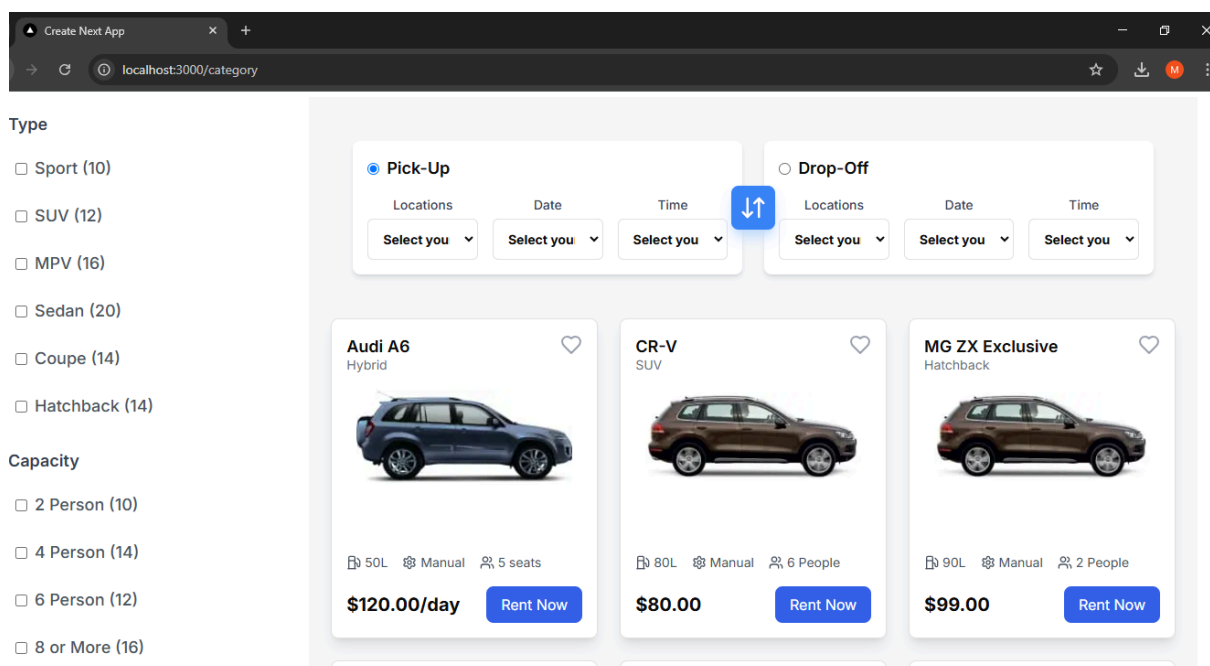 Create Next App
localhost:3000/category
M
Type
Sport (10)
SUV (12)
MPV (16)
Sedan (20)
Coupe (14)
Hatchback (14)
Capacity
2 Person (10)
4 Person (14)
6 Person (12)
8 or More (16)
Pick-Up
Locations Date Time
Select you Select you Select you
Drop-Off
Locations Date Time
Select you Select you Select you
Audi A6
Hybrid
50L Manual 5 seats
$120.00/day Rent Now
CR-V
SUV
80L Manual 6 People
$80.00 Rent Now
MG ZX Exclusive
Hatchback
90L Manual 2 People
$99.00 Rent Now